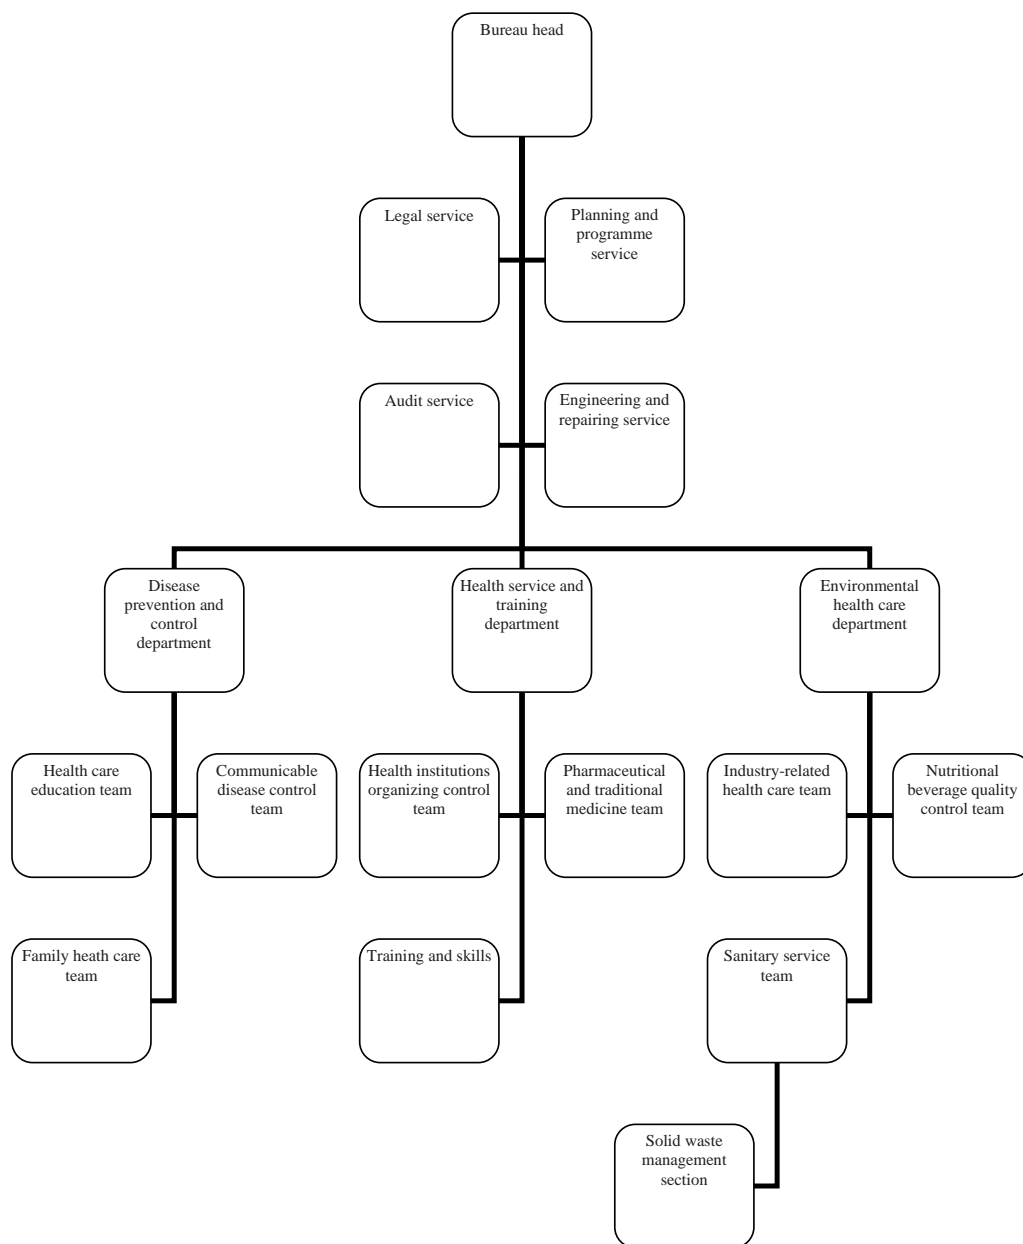 Bureau head
Legal service
Planning and
programme
service
Audit service
Engineering and
repairing service
Disease
prevention and
control
department
Health service and
training
department
Environmental
health care
department
Health care
education team
Communicable
disease control
team
Health institutions
organizing control
team
Pharmaceutical
and traditional
medicine team
Industry-related
health care team
Nutritional
beverage quality
control team
Family heath care
team
Training and skills
Sanitary service
team
Solid waste
management
section